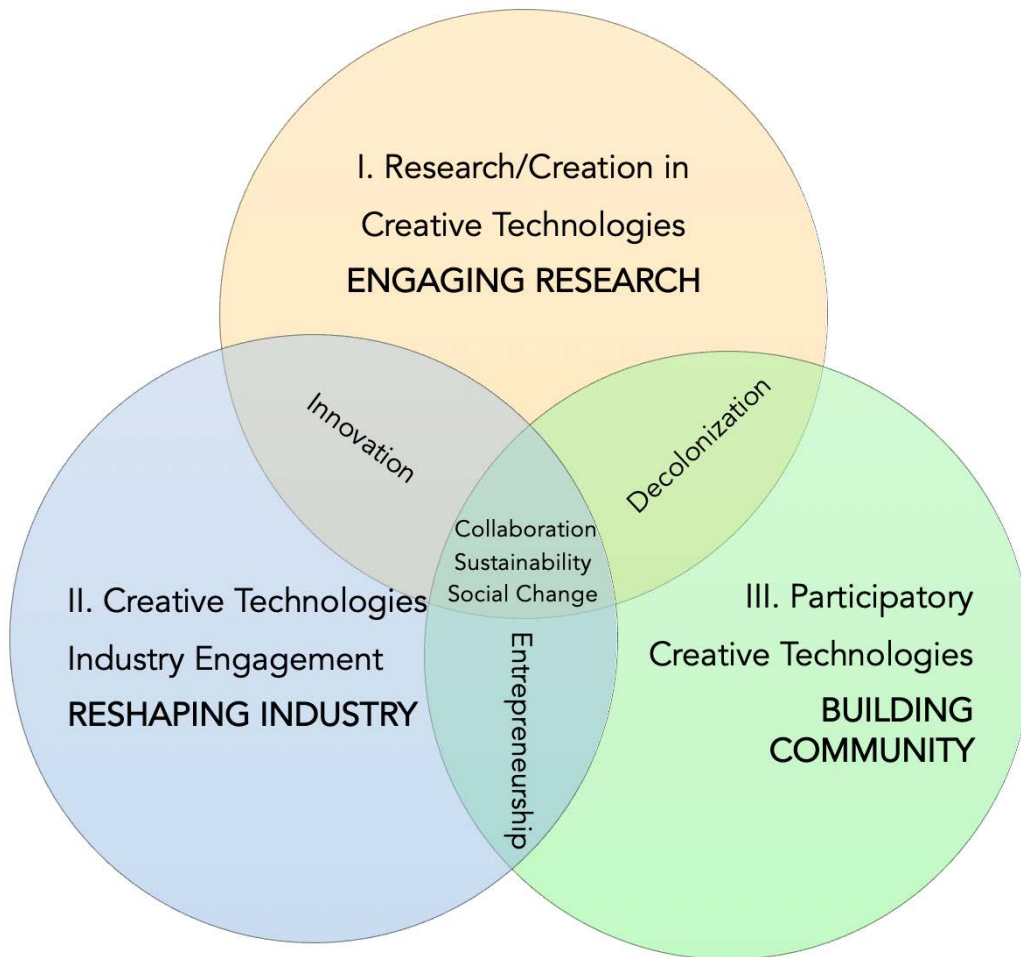 I. Research/Creation in
Creative Technologies
ENGAGING RESEARCH
Innovation
Decolonization
Collaboration
Sustainability
Social Change
II. Creative Technologies
Industry Engagement
RESHAPING INDUSTRY
Entrepreneurship
III. Participatory
Creative Technologies
BUILDING
COMMUNITY